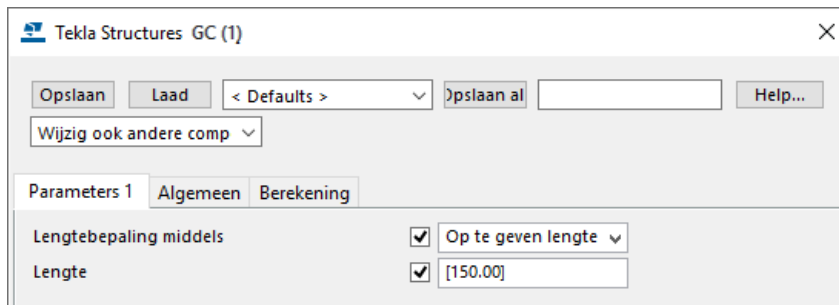 Tekla Structures GC (1)
Opslaan Laad < Defaults > Opslaan al Help...
Wijzig ook andere comp
Parameters 1 Algemeen Berekening
Lengtebepaling middels Op te geven lengte
Lengte [150.00]